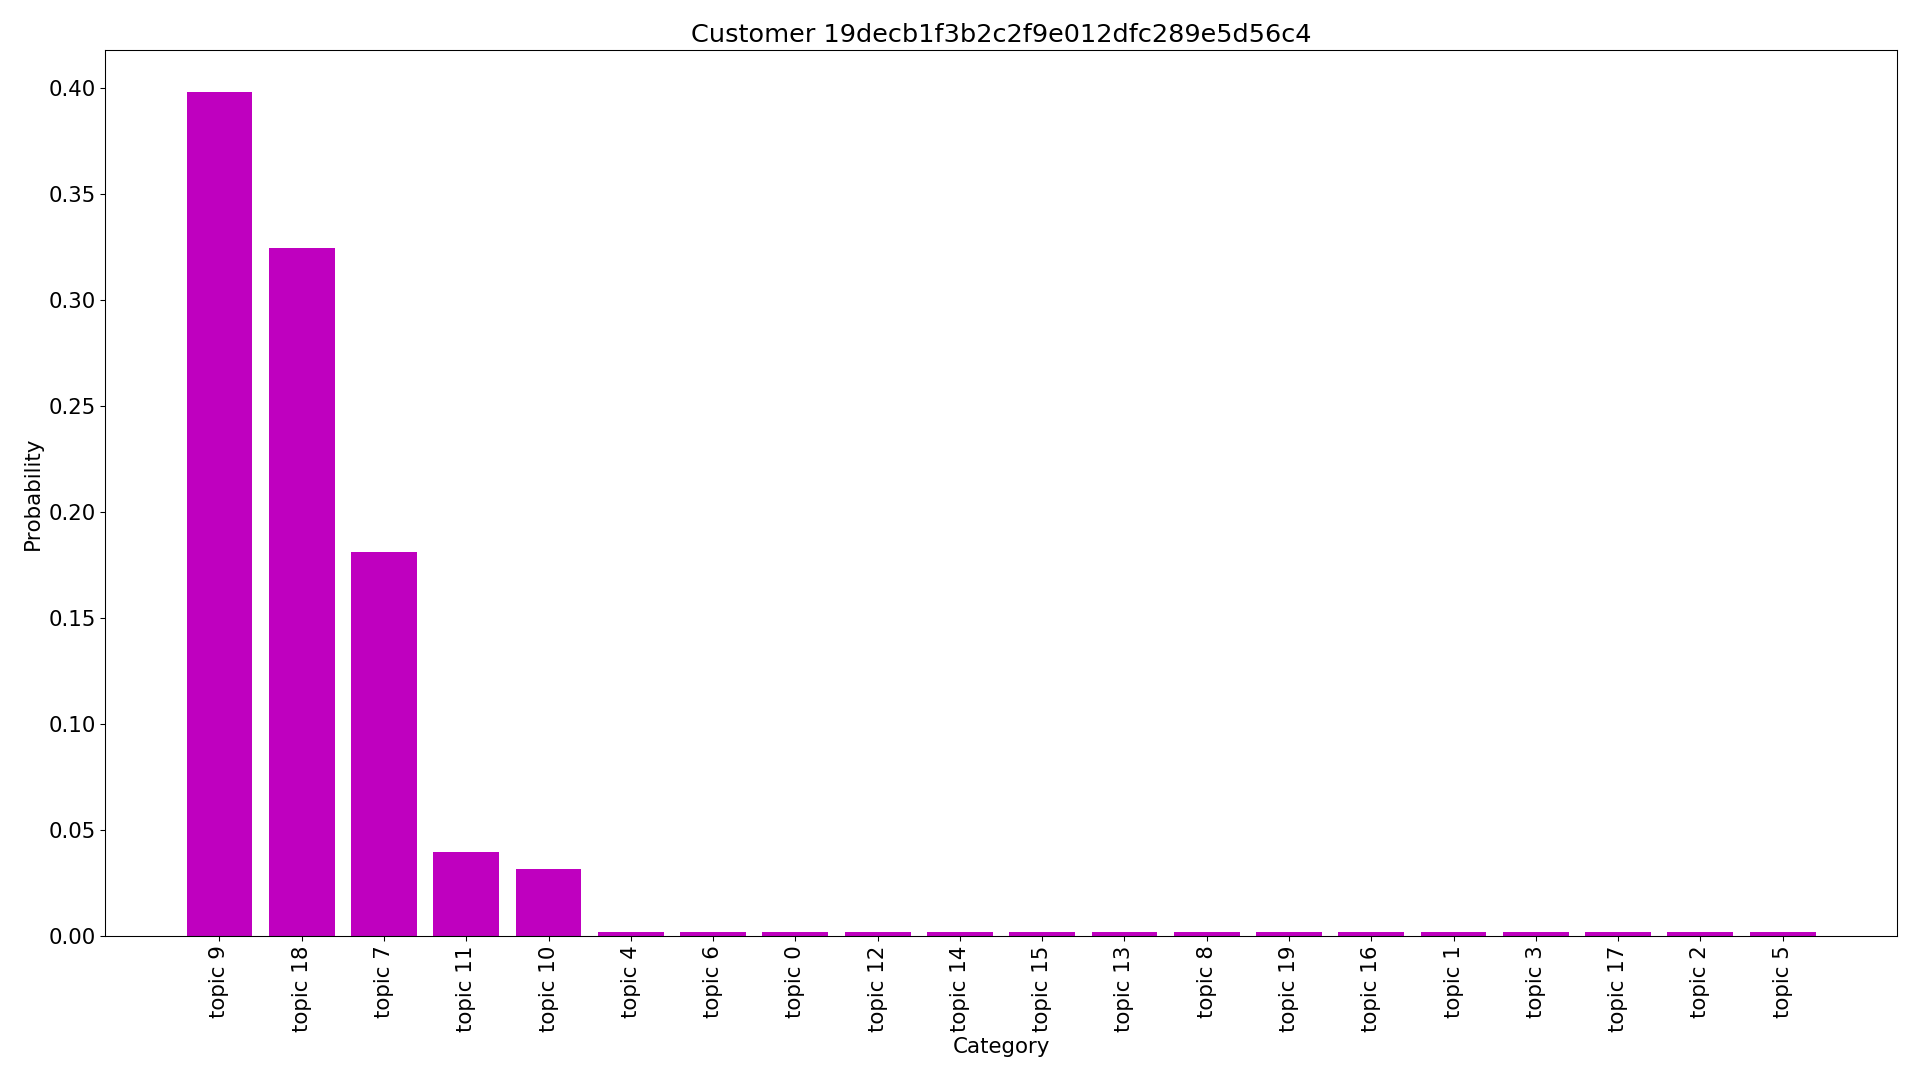 Customer 19decb1f3b2c2f9e012dfc289e5d56c4
Probability
0.40
0.35
0.30
0.25
0.20
0.15
0.10
0.05
0.00
topic 9
topic 18
topic 7
topic 11
topic 10
topic 4
topic 6
topic 0
topic 12
topic 14
topic 15
topic 13
topic 8
topic 19
topic 16
topic 1
topic 3
topic 17
topic 2
topic 5
Category